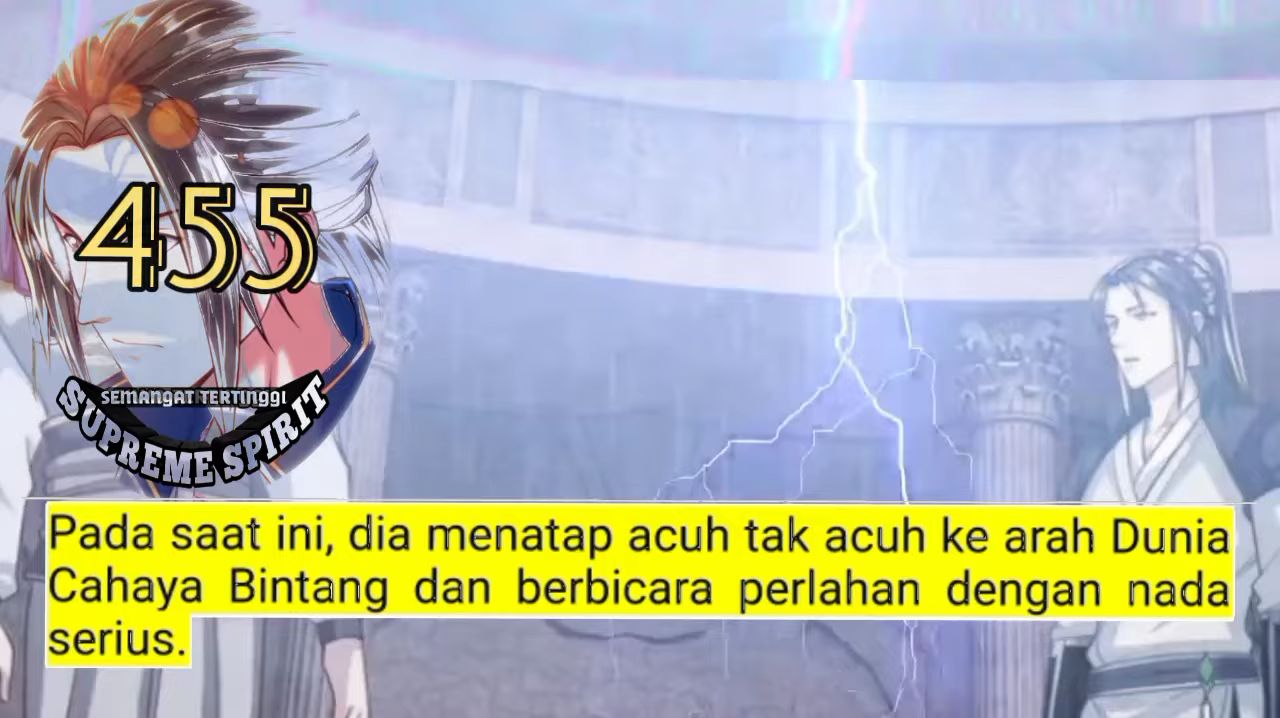 455
SEMANGAT TERTINGGI
SUPREME SPIRIT
Pada saat ini, dia menatap acuh tak acuh ke arah Dunia
Cahaya Bintang dan berbicara perlahan dengan nada
serius.